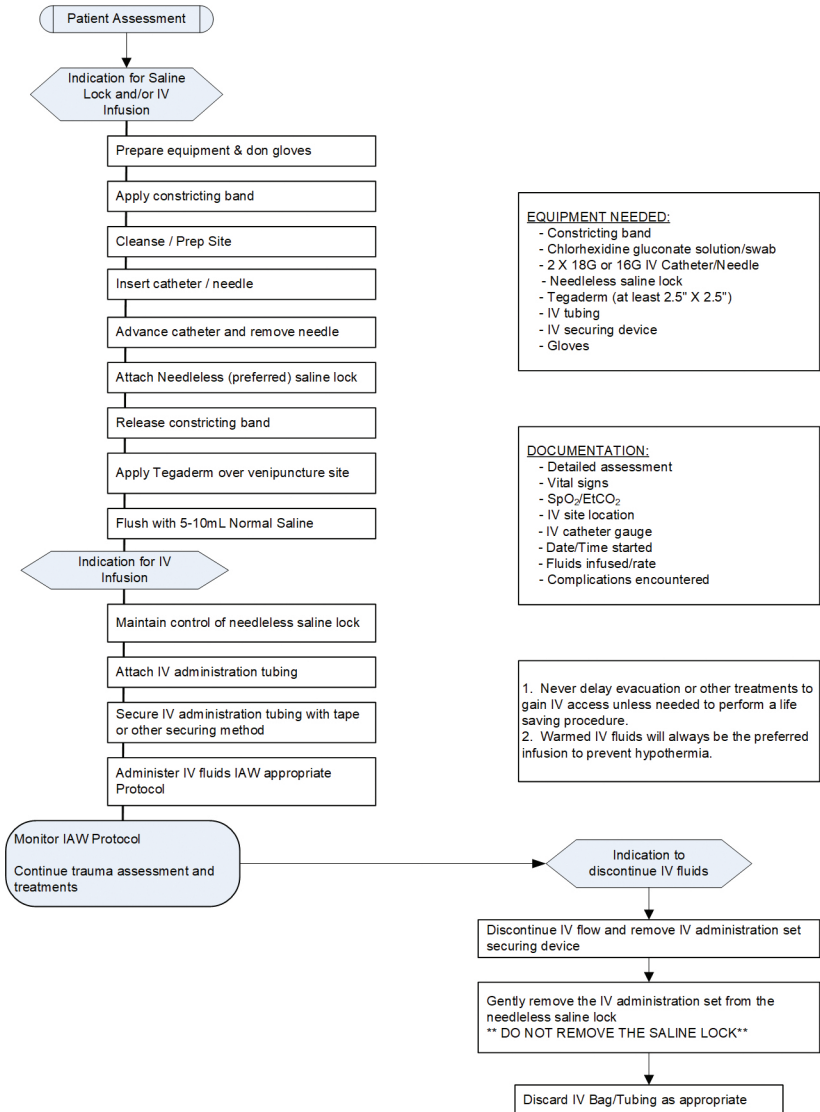 Patient Assessment
Indication for Saline
Lock and/or IV
Infusion
Prepare equipment & don gloves
Apply constricting band
Cleanse / Prep Site
Insert catheter / needle
Advance catheter and remove needle
Attach Needleless (preferred) saline lock
Release constricting band
Apply Tegaderm over venipuncture site
Flush with 5-10mL Normal Saline
Indication for IV
Infusion
Maintain control of needleless saline lock
Attach IV administration tubing
Secure IV administration tubing with tape
or other securing method
Administer IV fluids IAW appropriate
Protocol
Monitor IAW Protocol
Continue trauma assessment and
treatments
EQUIPMENT NEEDED:
- Constricting band
- Chlorhexidine gluconate solution/swab
- 2 X 18G or 16G IV Catheter/Needle
- Needleless saline lock
- Tegaderm (at least 2.5" X 2.5")
- IV tubing
- IV securing device
- Gloves
DOCUMENTATION:
- Detailed assessment
- Vital signs
- SpO₂/EtCO₂
- IV site location
- IV catheter gauge
- Date/Time started
- Fluids infused/rate
- Complications encountered
1. Never delay evacuation or other treatments to
gain IV access unless needed to perform a life
saving procedure.
2. Warmed IV fluids will always be the preferred
infusion to prevent hypothermia.
Indication to
discontinue IV fluids
Discontinue IV flow and remove IV administration set
securing device
Gently remove the IV administration set from the
needleless saline lock
** DO NOT REMOVE THE SALINE LOCK**
Discard IV Bag/Tubing as appropriate